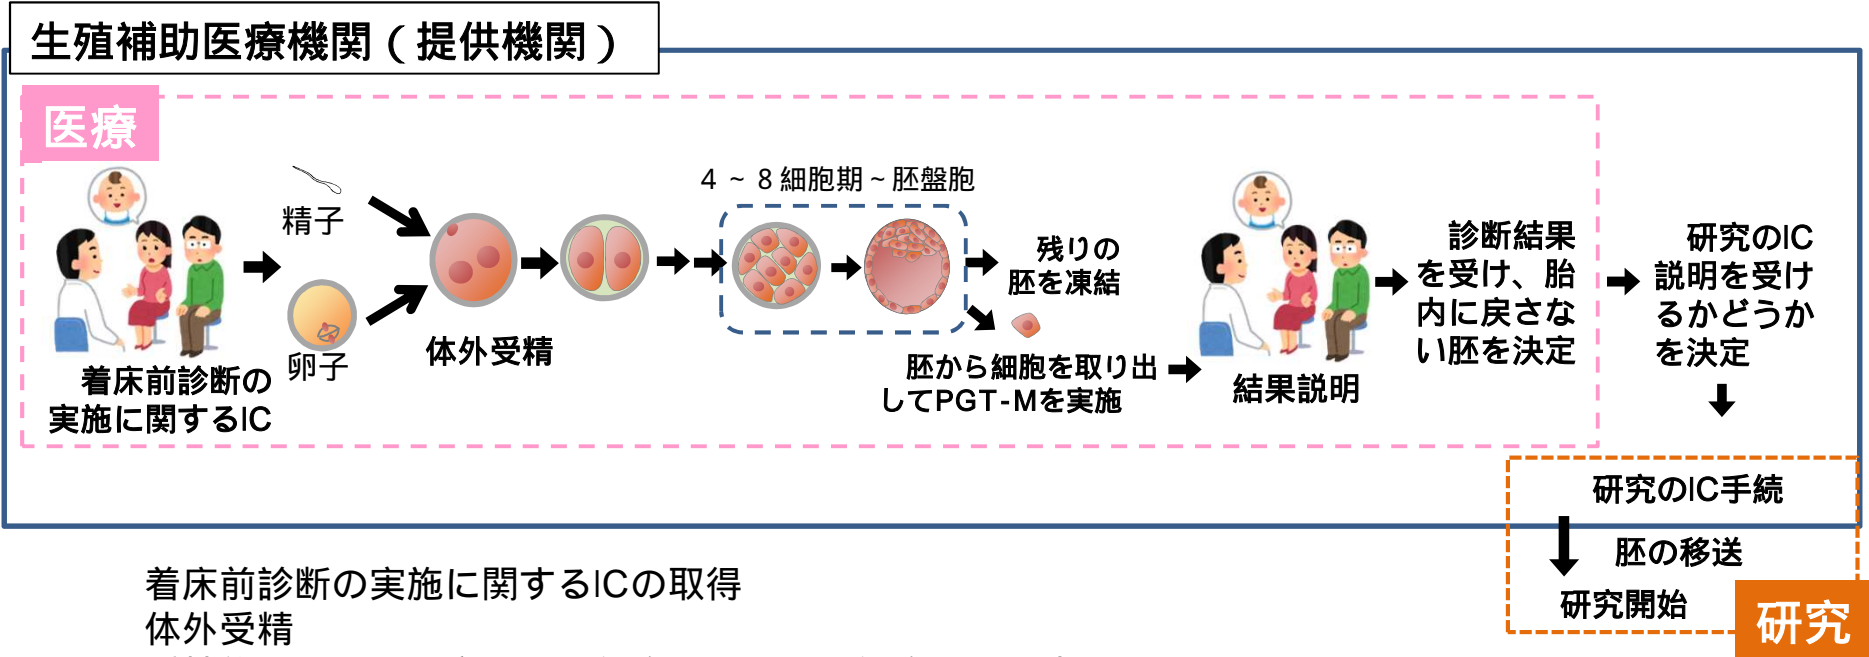 生殖補助医療機関（提供機関）
医療
精子
卵子
着床前診断の
実施に関するIC
体外受精
４～８細胞期～胚盤胞
残りの
胚を凍結
胚から細胞を取り出
してPGT-Mを実施
結果説明
診断結果
を受け、胎
内に戻さな
い胚を決定
研究のIC
説明を受け
るかどうか
を決定
研究のIC手続
胚の移送
研究開始
研究
着床前診断の実施に関するICの取得
体外受精